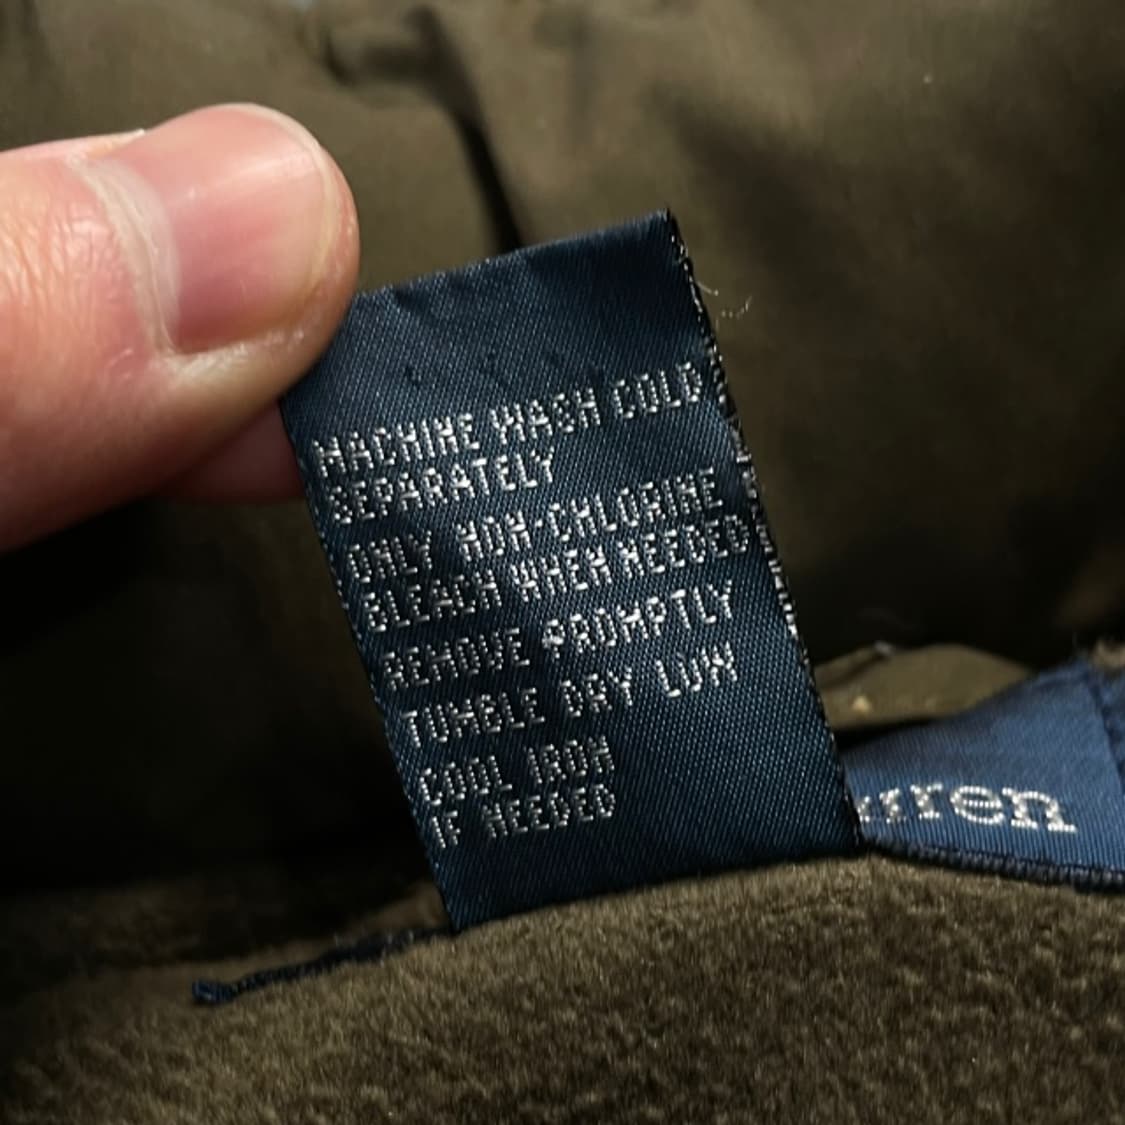 MACHINE WASH COLD
SEPARATELY
ONLY NON-CHLORINE
BLEACH WHEN NEEDED
REMOVE PROMPTLY
TUMBLE DRY LOW
COOL IRON
IF NEEDED
uren